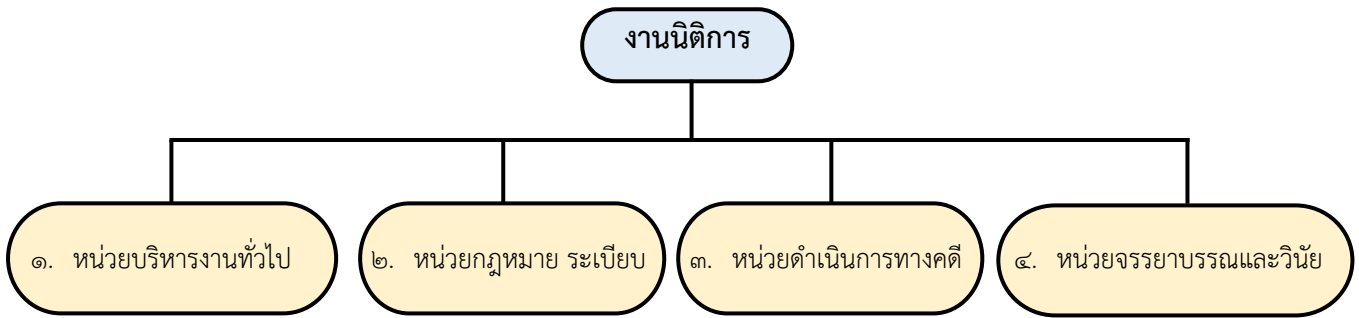 งานนิติการ
๑. หน่วยบริหารงานทั่วไป
๒. หน่วยกฎหมาย ระเบียบ
๓. หน่วยดำเนินการทางคดี
๔. หน่วยจรรยาบรรณและวินัย